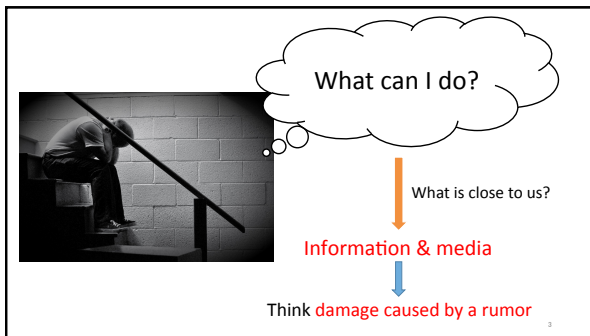 What can I do?
What is close to us?
Information & media
Think damage caused by a rumor
3